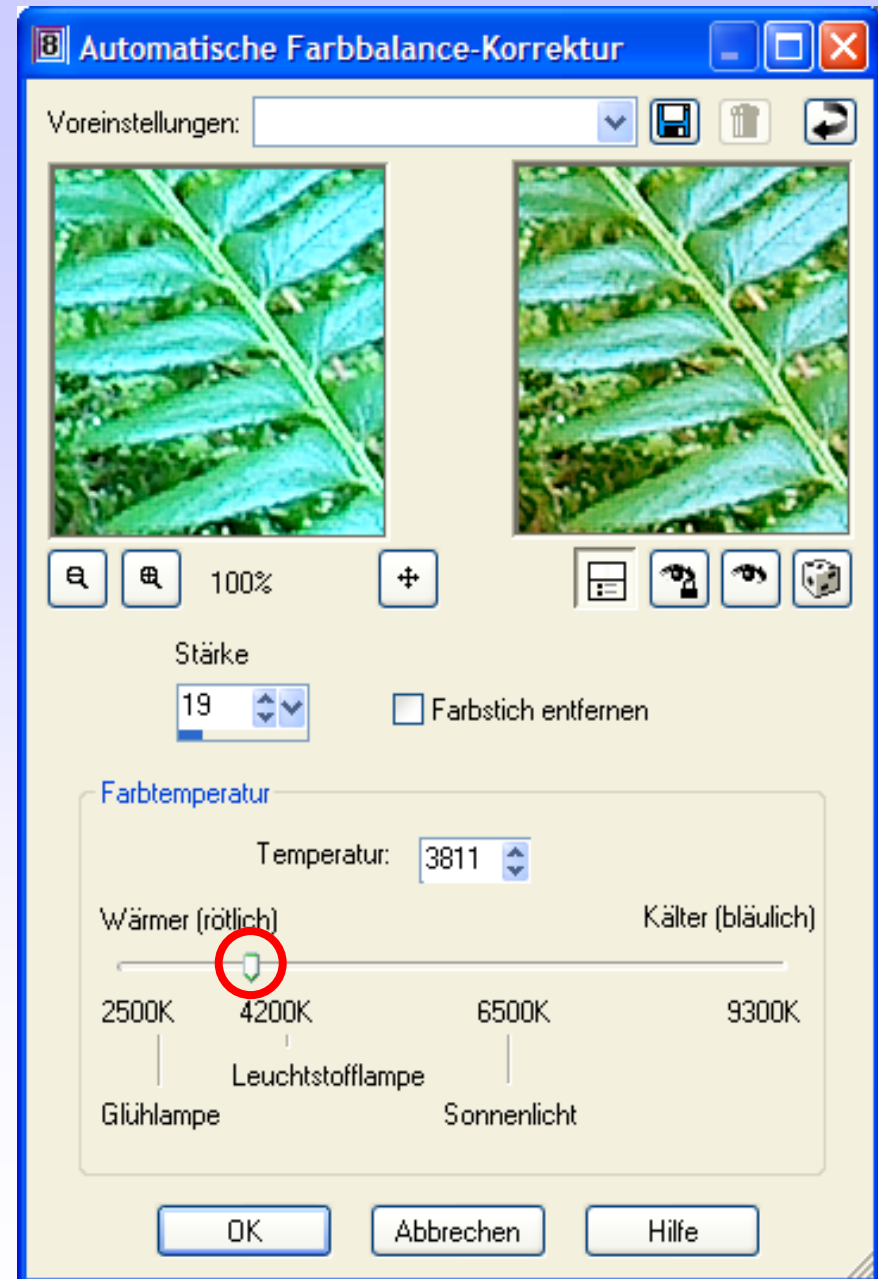 8 Automatische Farbbalance-Korrektur
Voreinstellungen:
100%
Stärke
19 Farbstich entfernen
Farbtemperatur
Temperatur: 3811
Wärmer (rötlich) Kälter (bläulich)
2500K 4200K 6500K 9300K
Leuchtstofflampe
Glühlampe Sonnenlicht
OK Abbrechen Hilfe